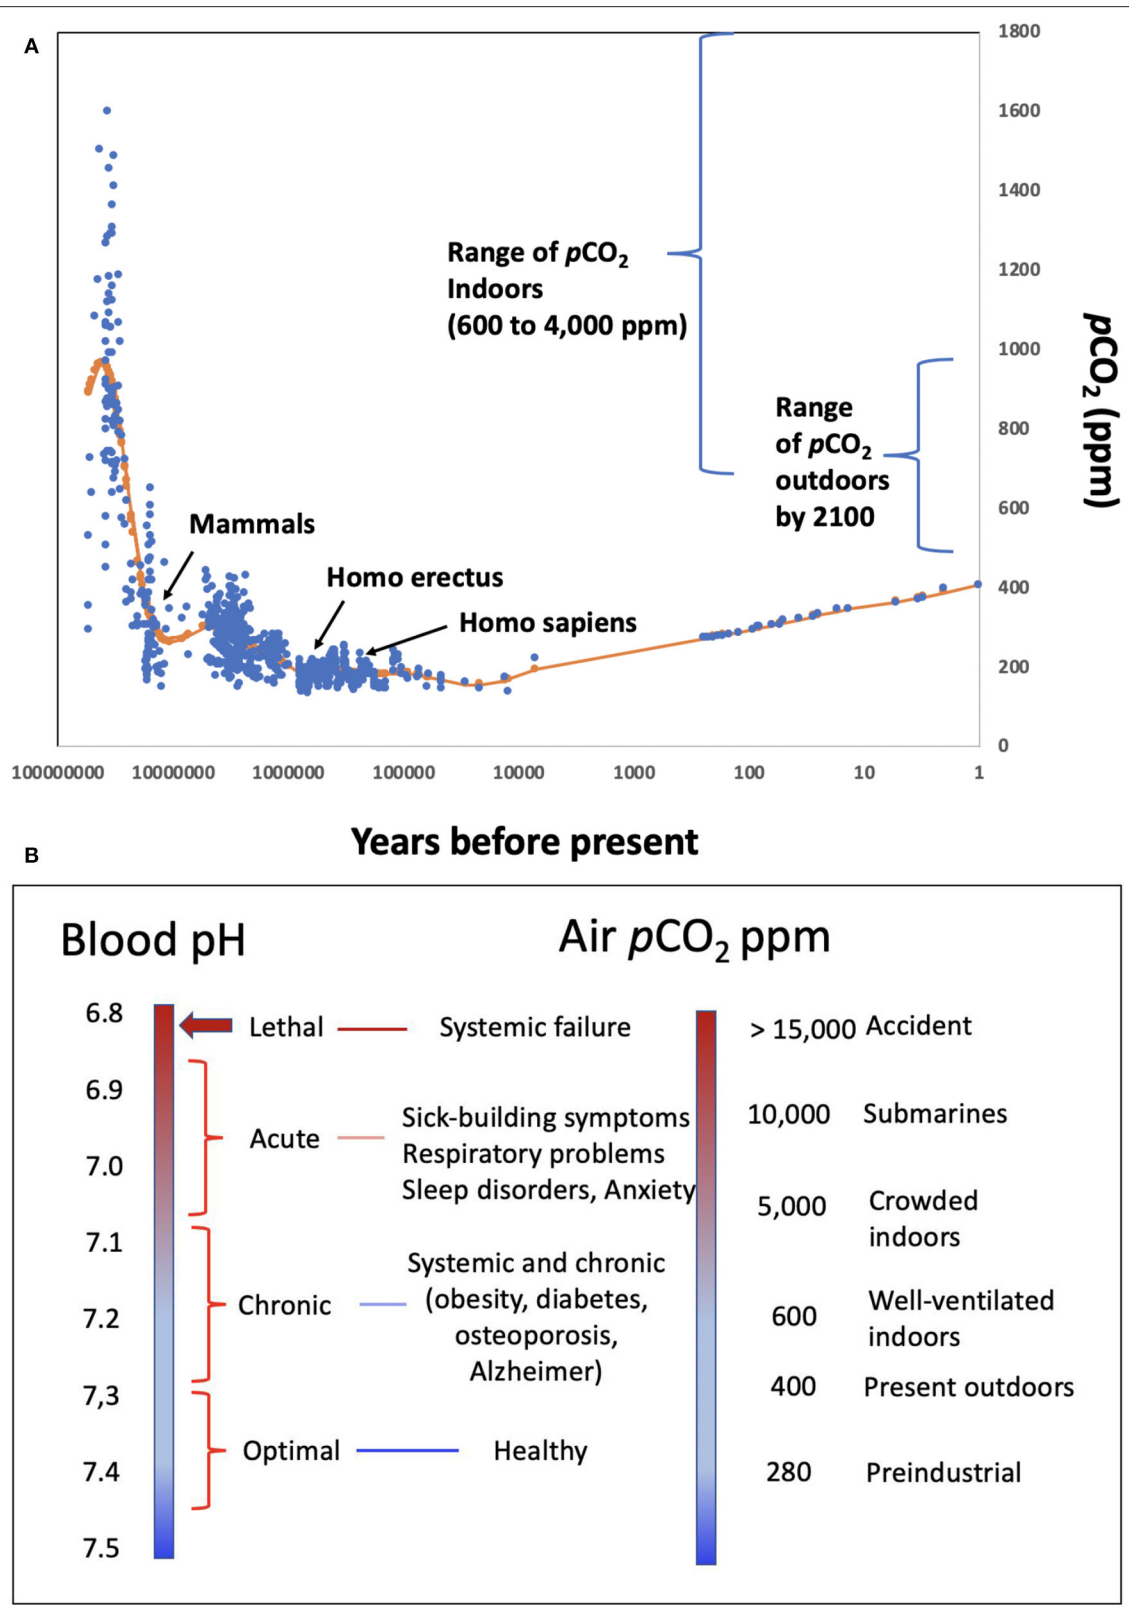 A
1800
1600
1400
1200
1000
800
600
400
200
0
pCO2 (ppm)
Range of pCO2
Indoors
(600 to 4,000 ppm)
Range
of pCO2
outdoors
by 2100
Mammals
Homo erectus
Homo sapiens
100000000 10000000 1000000 100000 10000 1000 100 10 1
Years before present
B
Blood pH
Air pCO2 ppm
6.8
6.9
7.0
7.1
7.2
7,3
7.4
7.5
Lethal
Systemic failure
Acute
Sick-building symptoms
Respiratory problems
Sleep disorders, Anxiety
Chronic
Systemic and chronic
(obesity, diabetes,
osteoporosis,
Alzheimer)
Optimal
Healthy
> 15,000 Accident
10,000 Submarines
5,000 Crowded
indoors
600 Well-ventilated
indoors
400 Present outdoors
280 Preindustrial